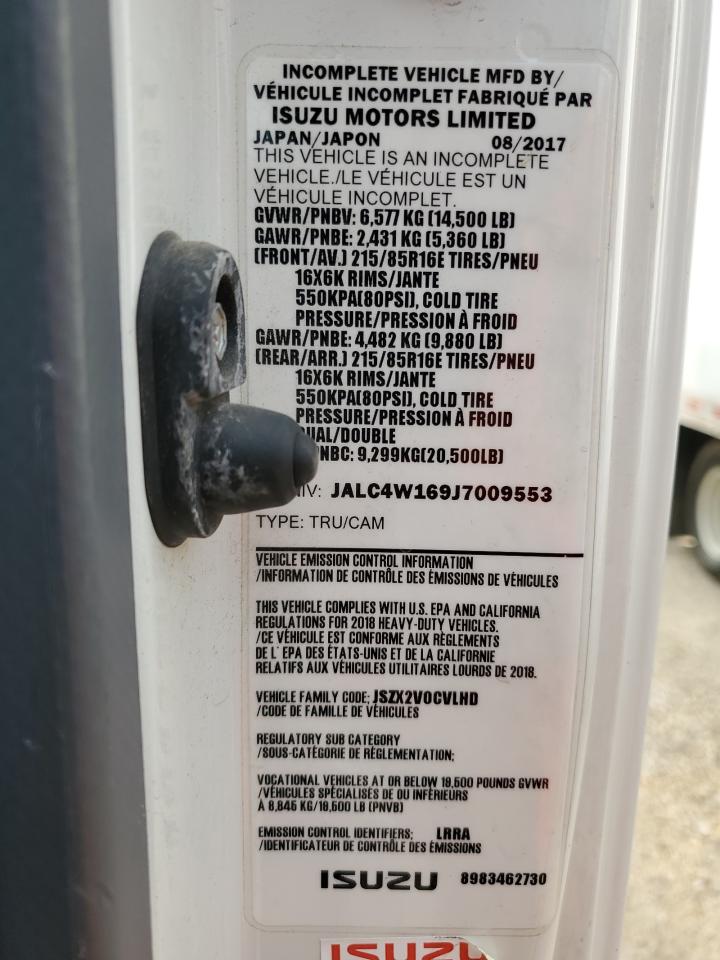 INCOMPLETE VEHICLE MFD BY/
VÉHICULE INCOMPLET FABRIQUÉ PAR
ISUZU MOTORS LIMITED
JAPAN/JAPON 08/2017
THIS VEHICLE IS AN INCOMPLETE
VEHICLE./LE VÉHICULE EST UN
VÉHICULE INCOMPLET.
GVWR/PNBV: 6,577 KG (14,500 LB)
GAWR/PNBE: 2,431 KG (5,360 LB)
(FRONT/AV.) 215/85R16E TIRES/PNEU
16X6K RIMS/JANTE
550KPA(80PSI), COLD TIRE
PRESSURE/PRESSION À FROID
GAWR/PNBE: 4,482 KG (9,880 LB)
(REAR/ARR.) 215/85R16E TIRES/PNEU
16X6K RIMS/JANTE
550KPA(80PSI), COLD TIRE
PRESSURE/PRESSION À FROID
UAL/DOUBLE
PNBC: 9,299KG(20,500LB)
NIV: JALC4W169J7009553
TYPE: TRU/CAM
VEHICLE EMISSION CONTROL INFORMATION
/INFORMATION DE CONTRÔLE DES ÉMISSIONS DE VÉHICULES
THIS VEHICLE COMPLIES WITH U.S. EPA AND CALIFORNIA
REGULATIONS FOR 2018 HEAVY-DUTY VEHICLES.
/CE VÉHICULE EST CONFORME AUX RÈGLEMENTS
DE L' EPA DES ÉTATS-UNIS ET DE LA CALIFORNIE
RELATIFS AUX VÉHICULES UTILITAIRES LOURDS DE 2018.
VEHICLE FAMILY CODE: JSZX2VOCVLHD
/CODE DE FAMILLE DE VÉHICULES
REGULATORY SUB CATEGORY
/SOUS-CATÉGORIE DE RÉGLEMENTATION:
VOCATIONAL VEHICLES AT OR BELOW 19,500 POUNDS GVWR
/VÉHICULES SPÉCIALISÉS DE OU INFÉRIEURS
À 8,845 KG/19,500 LB (PNVB)
EMISSION CONTROL IDENTIFIERS: LRRA
/IDENTIFICATEUR DE CONTRÔLE DES ÉMISSIONS
ISUZU 8983462730
ISUZU